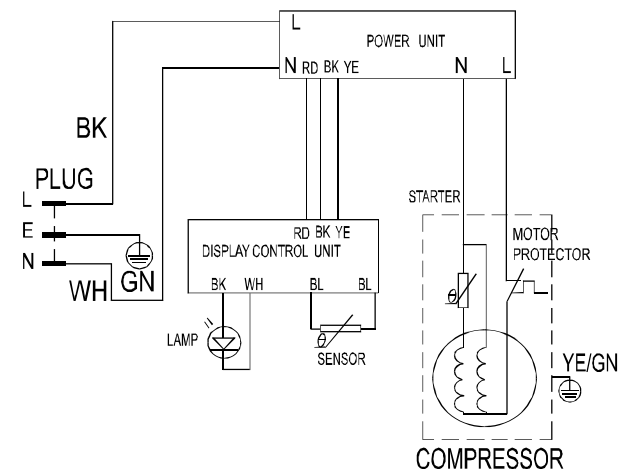 L
POWER UNIT
N RD BK YE N L
BK
PLUG
L
E
N
GN
WH
STARTER
RD BK YE
DISPLAY CONTROL UNIT
BK WH BL BL
MOTOR
PROTECTOR
LAMP
θ
SENSOR
θ
YE/GN
COMPRESSOR